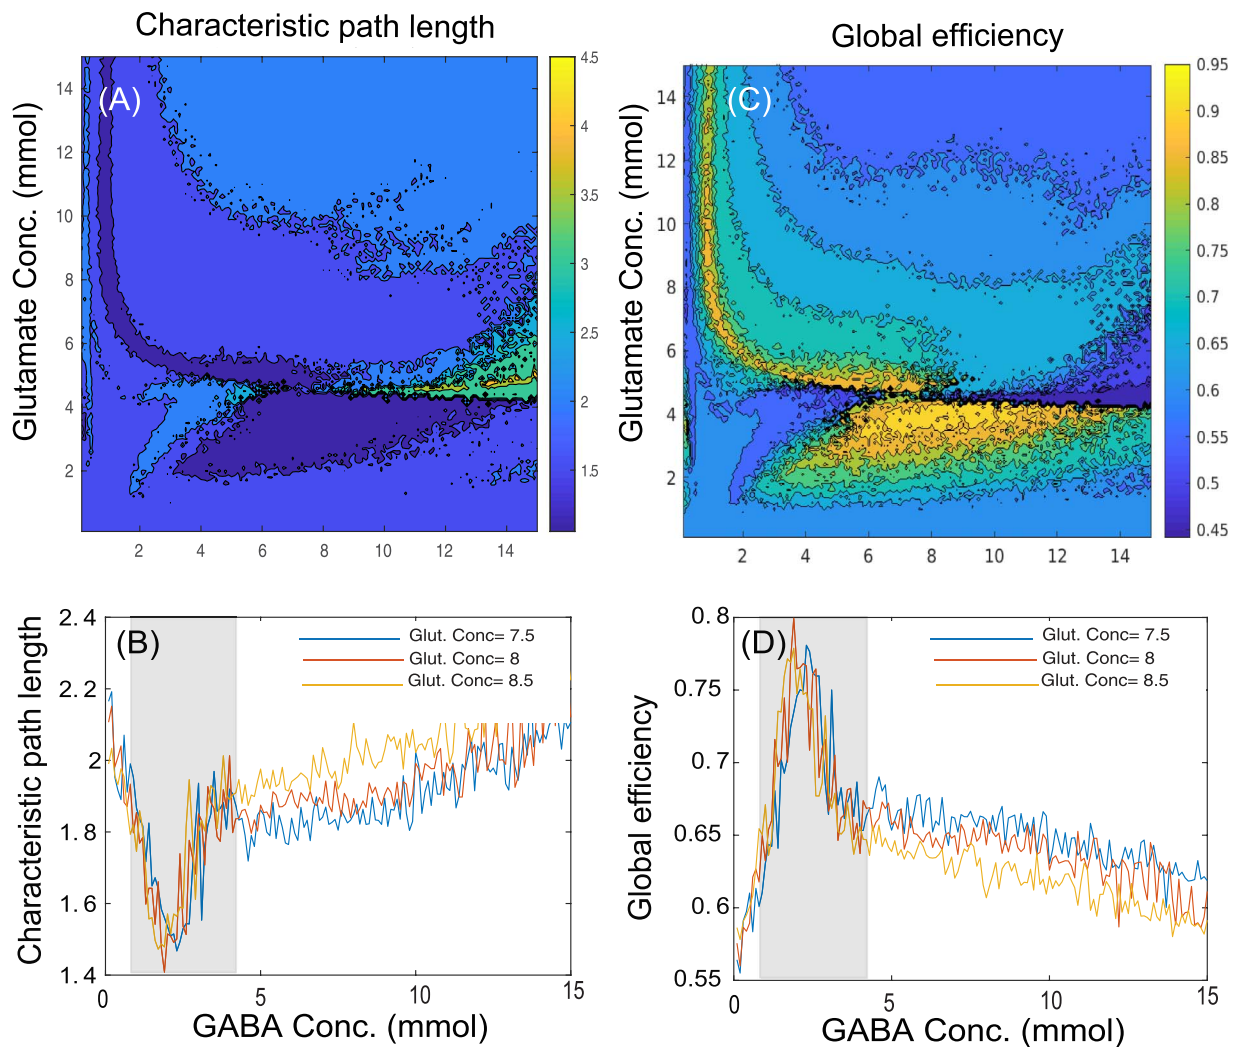 Characteristic path length
(A)
Glutamate Conc. (mmol)
14
12
10
8
6
4
2
2 4 6 8 10 12 14
4.5
4
3.5
3
2.5
2
1.5
Global efficiency
(C)
Glutamate Conc. (mmol)
14
12
10
8
6
4
2
2 4 6 8 10 12 14
0.95
0.9
0.85
0.8
0.75
0.7
0.65
0.6
0.55
0.5
0.45
(B)
Characteristic path length
2.4
2.2
2
1.8
1.6
1.4
0 5 10 15
GABA Conc. (mmol)
Glut. Conc= 7.5
Glut. Conc= 8
Glut. Conc= 8.5
(D)
Global efficiency
0.8
0.75
0.7
0.65
0.6
0.55
0 5 10 15
GABA Conc. (mmol)
Glut. Conc= 7.5
Glut. Conc= 8
Glut. Conc= 8.5